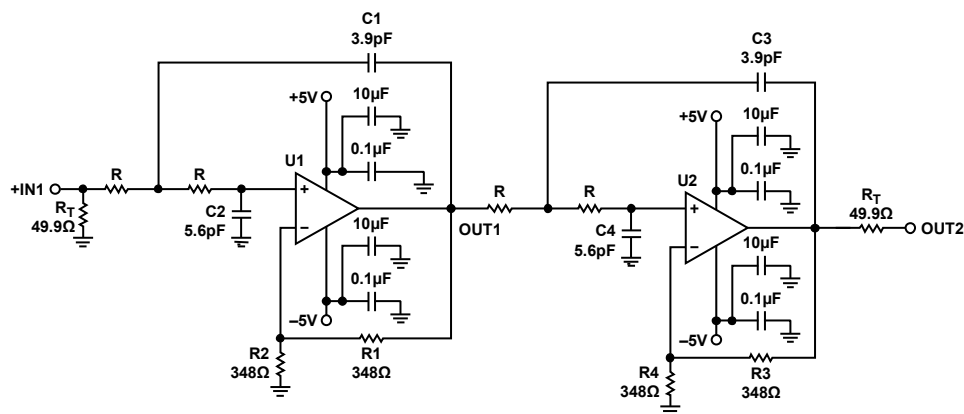 C1
3.9pF
C3
3.9pF
+5V
10µF
0.1µF
U1
+IN1
R
R
+
–
RT
49.9Ω
C2
5.6pF
10µF
0.1µF
–5V
R2
348Ω
R1
348Ω
OUT1
R
R
+5V
10µF
0.1µF
U2
+
–
C4
5.6pF
RT
49.9Ω
OUT2
10µF
0.1µF
–5V
R4
348Ω
R3
348Ω